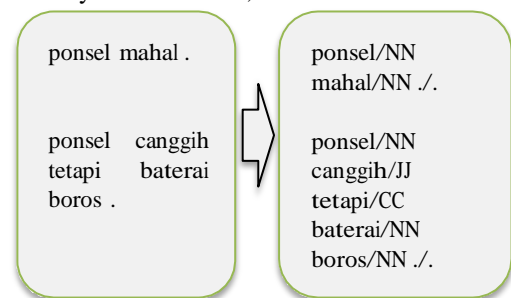 ponsel mahal .
ponsel canggih
tetapi baterai
boros .
ponsel/NN
mahal/NN ./.
ponsel/NN
canggih/JJ
tetapi/CC
baterai/NN
boros/NN ./.